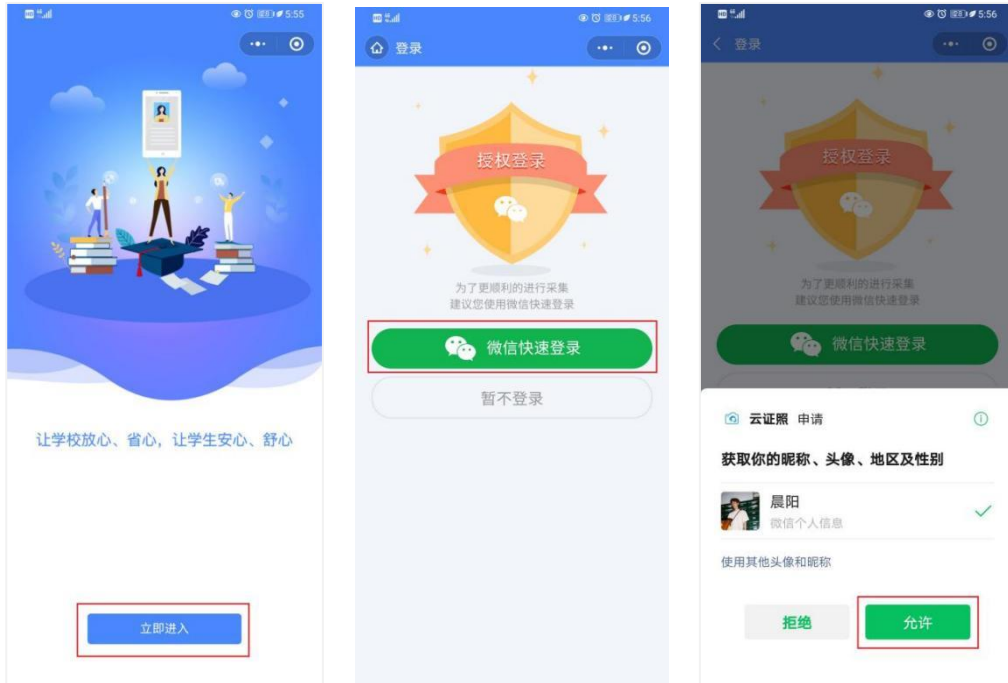 5:55
让学校放心、省心，让学生安心、舒心
立即进入
5:56
登录
授权登录
为了更顺利的进行采集
建议您使用微信快速登录
微信快速登录
暂不登录
5:56
登录
授权登录
为了更顺利的进行采集
建议您使用微信快速登录
微信快速登录
云证照 申请
获取你的昵称、头像、地区及性别
晨阳
微信个人信息
使用其他头像和昵称
拒绝
允许